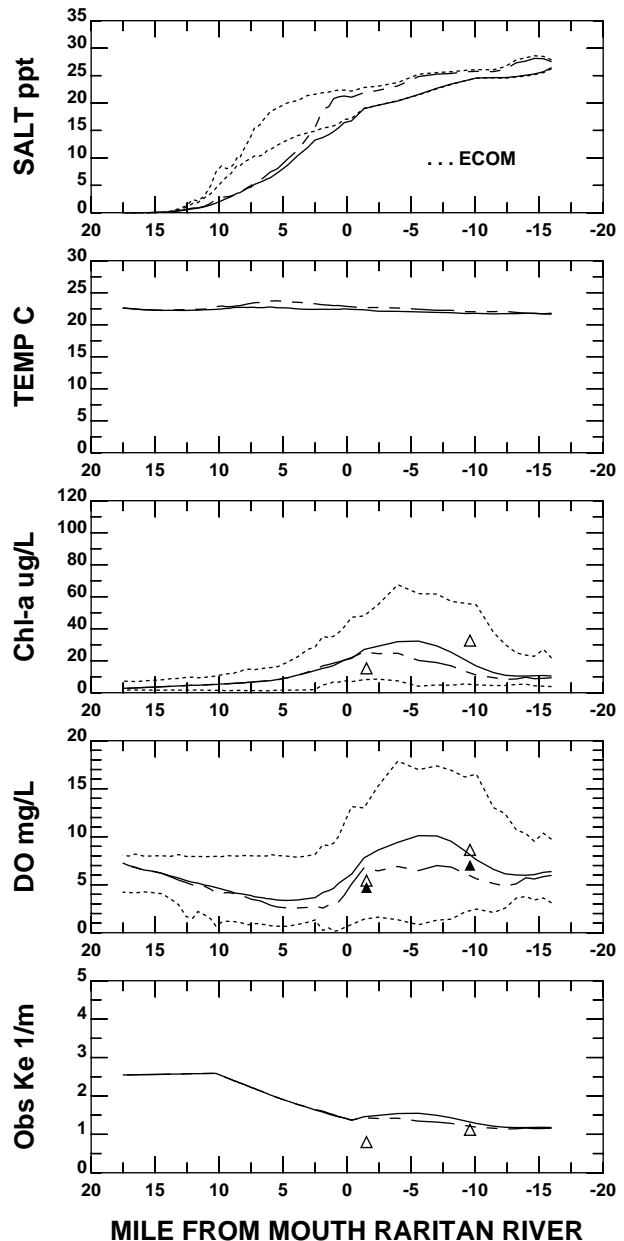 SALT ppt
35
30
25
20
15
10
5
0
. . . ECOM
20 15 10 5 0 -5 -10 -15 -20
TEMP C
30
25
20
15
10
5
0
20 15 10 5 0 -5 -10 -15 -20
Chl-a ug/L
120
100
80
60
40
20
0
20 15 10 5 0 -5 -10 -15 -20
DO mg/L
20
15
10
5
0
20 15 10 5 0 -5 -10 -15 -20
Obs Ke 1/m
5
4
3
2
1
0
20 15 10 5 0 -5 -10 -15 -20
MILE FROM MOUTH RARITAN RIVER